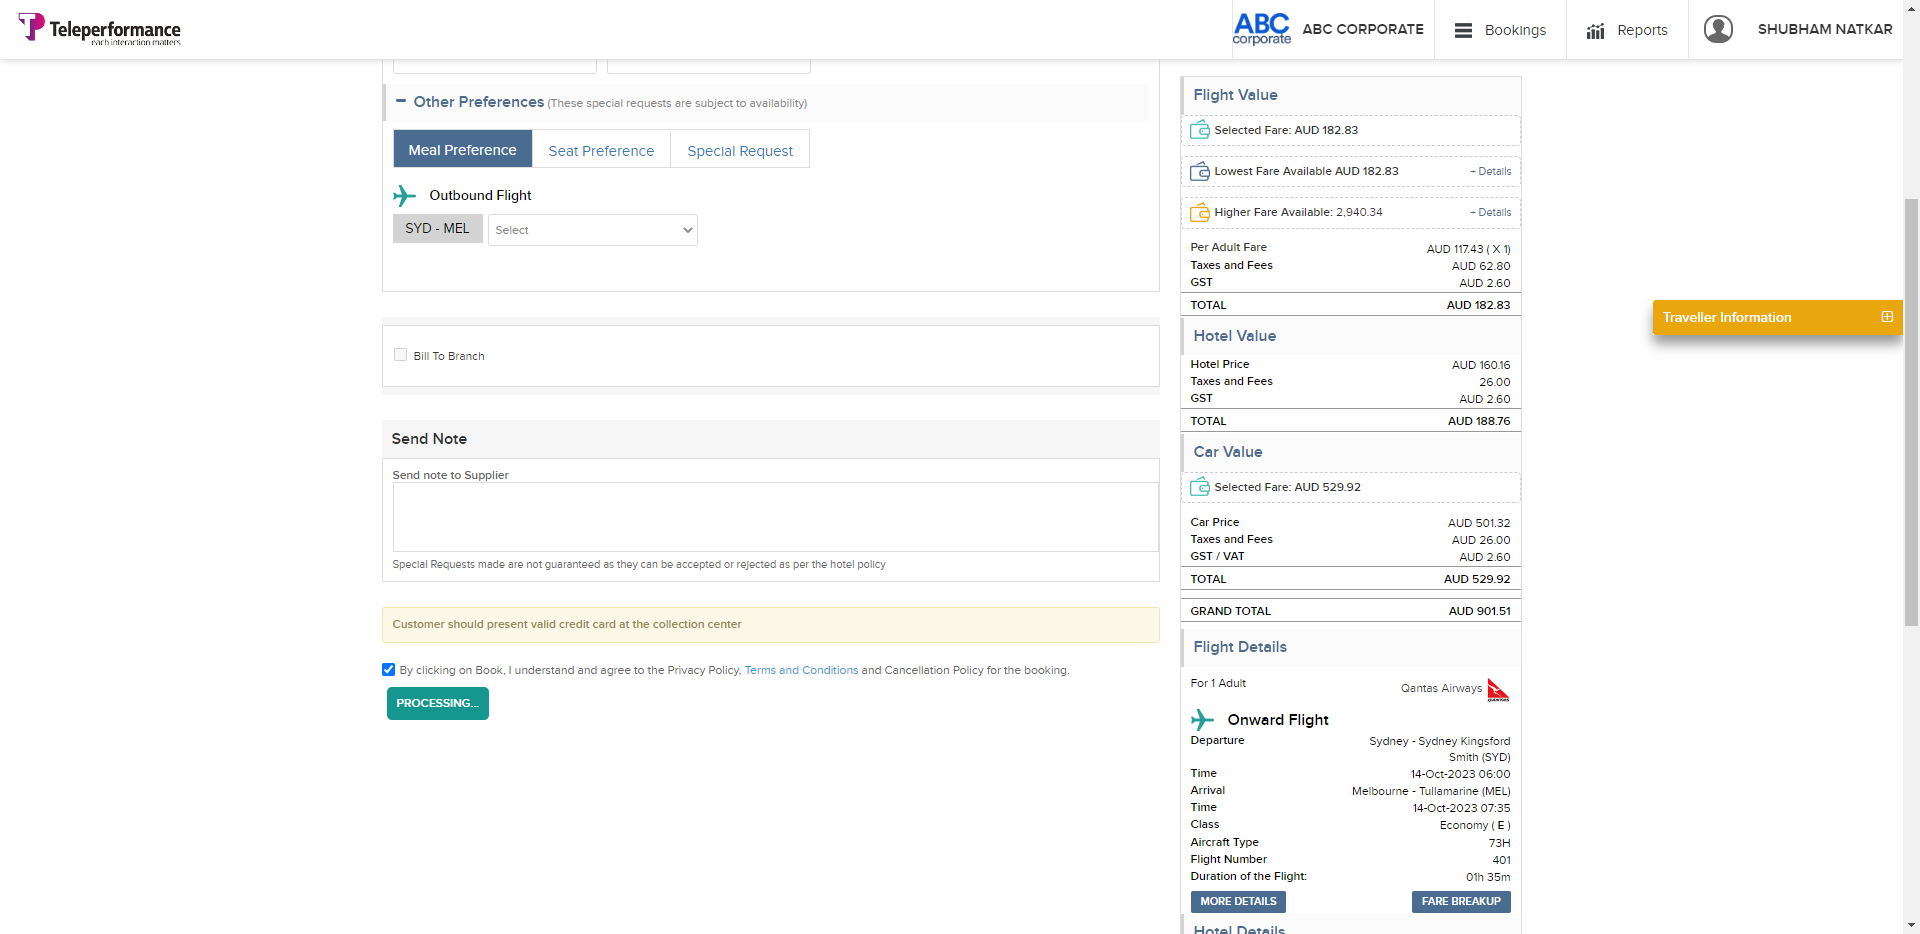 Teleperformance
each interaction matters
ABC
corporate
ABC CORPORATE
Bookings
Reports
SHUBHAM NATKAR
Other Preferences (These special requests are subject to availability)
Meal Preference
Seat Preference
Special Request
Outbound Flight
SYD - MEL
Select
Bill To Branch
Send Note
Send note to Supplier
Special Requests made are not guaranteed as they can be accepted or rejected as per the hotel policy
Customer should present valid credit card at the collection center
By clicking on Book, I understand and agree to the Privacy Policy, Terms and Conditions and Cancellation Policy for the booking.
PROCESSING...
Flight Value
Selected Fare: AUD 182.83
Lowest Fare Available AUD 182.83 + Details
Higher Fare Available: 2,940.34 + Details
Per Adult Fare AUD 117.43 ( X 1)
Taxes and Fees AUD 62.80
GST AUD 2.60
TOTAL AUD 182.83
Hotel Value
Hotel Price AUD 160.16
Taxes and Fees 26.00
GST AUD 2.60
TOTAL AUD 188.76
Car Value
Selected Fare: AUD 529.92
Car Price AUD 501.32
Taxes and Fees AUD 26.00
GST / VAT AUD 2.60
TOTAL AUD 529.92
GRAND TOTAL AUD 901.51
Flight Details
For 1 Adult
Qantas Airways
QANTAS
Onward Flight
Departure Sydney - Sydney Kingsford
Smith (SYD)
Time 14-Oct-2023 06:00
Arrival Melbourne - Tullamarine (MEL)
Time 14-Oct-2023 07:35
Class Economy ( E )
Aircraft Type 73H
Flight Number 401
Duration of the Flight: 01h 35m
MORE DETAILS
FARE BREAKUP
Hotel Details
Traveller Information